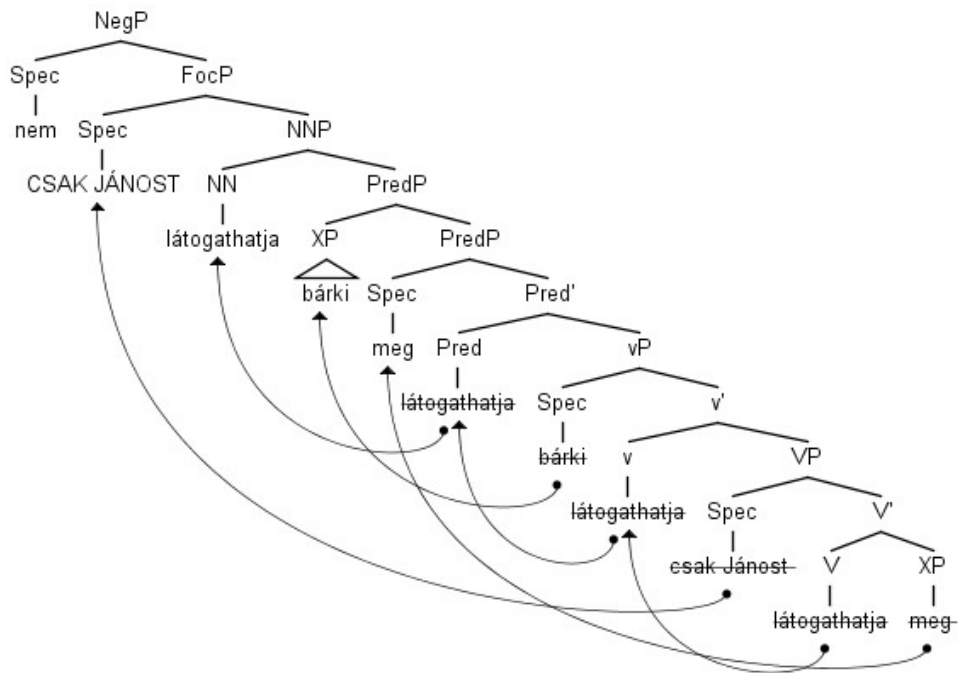 NegP
Spec FocP
nem Spec NNP
CSAK JÁNOST NN PredP
látogathatja XP PredP
bárki Spec Pred'
meg Pred vP
látogathatja Spec v'
bárki v VP
látogathatja Spec V'
csak Jánost V XP
látogathatja meg